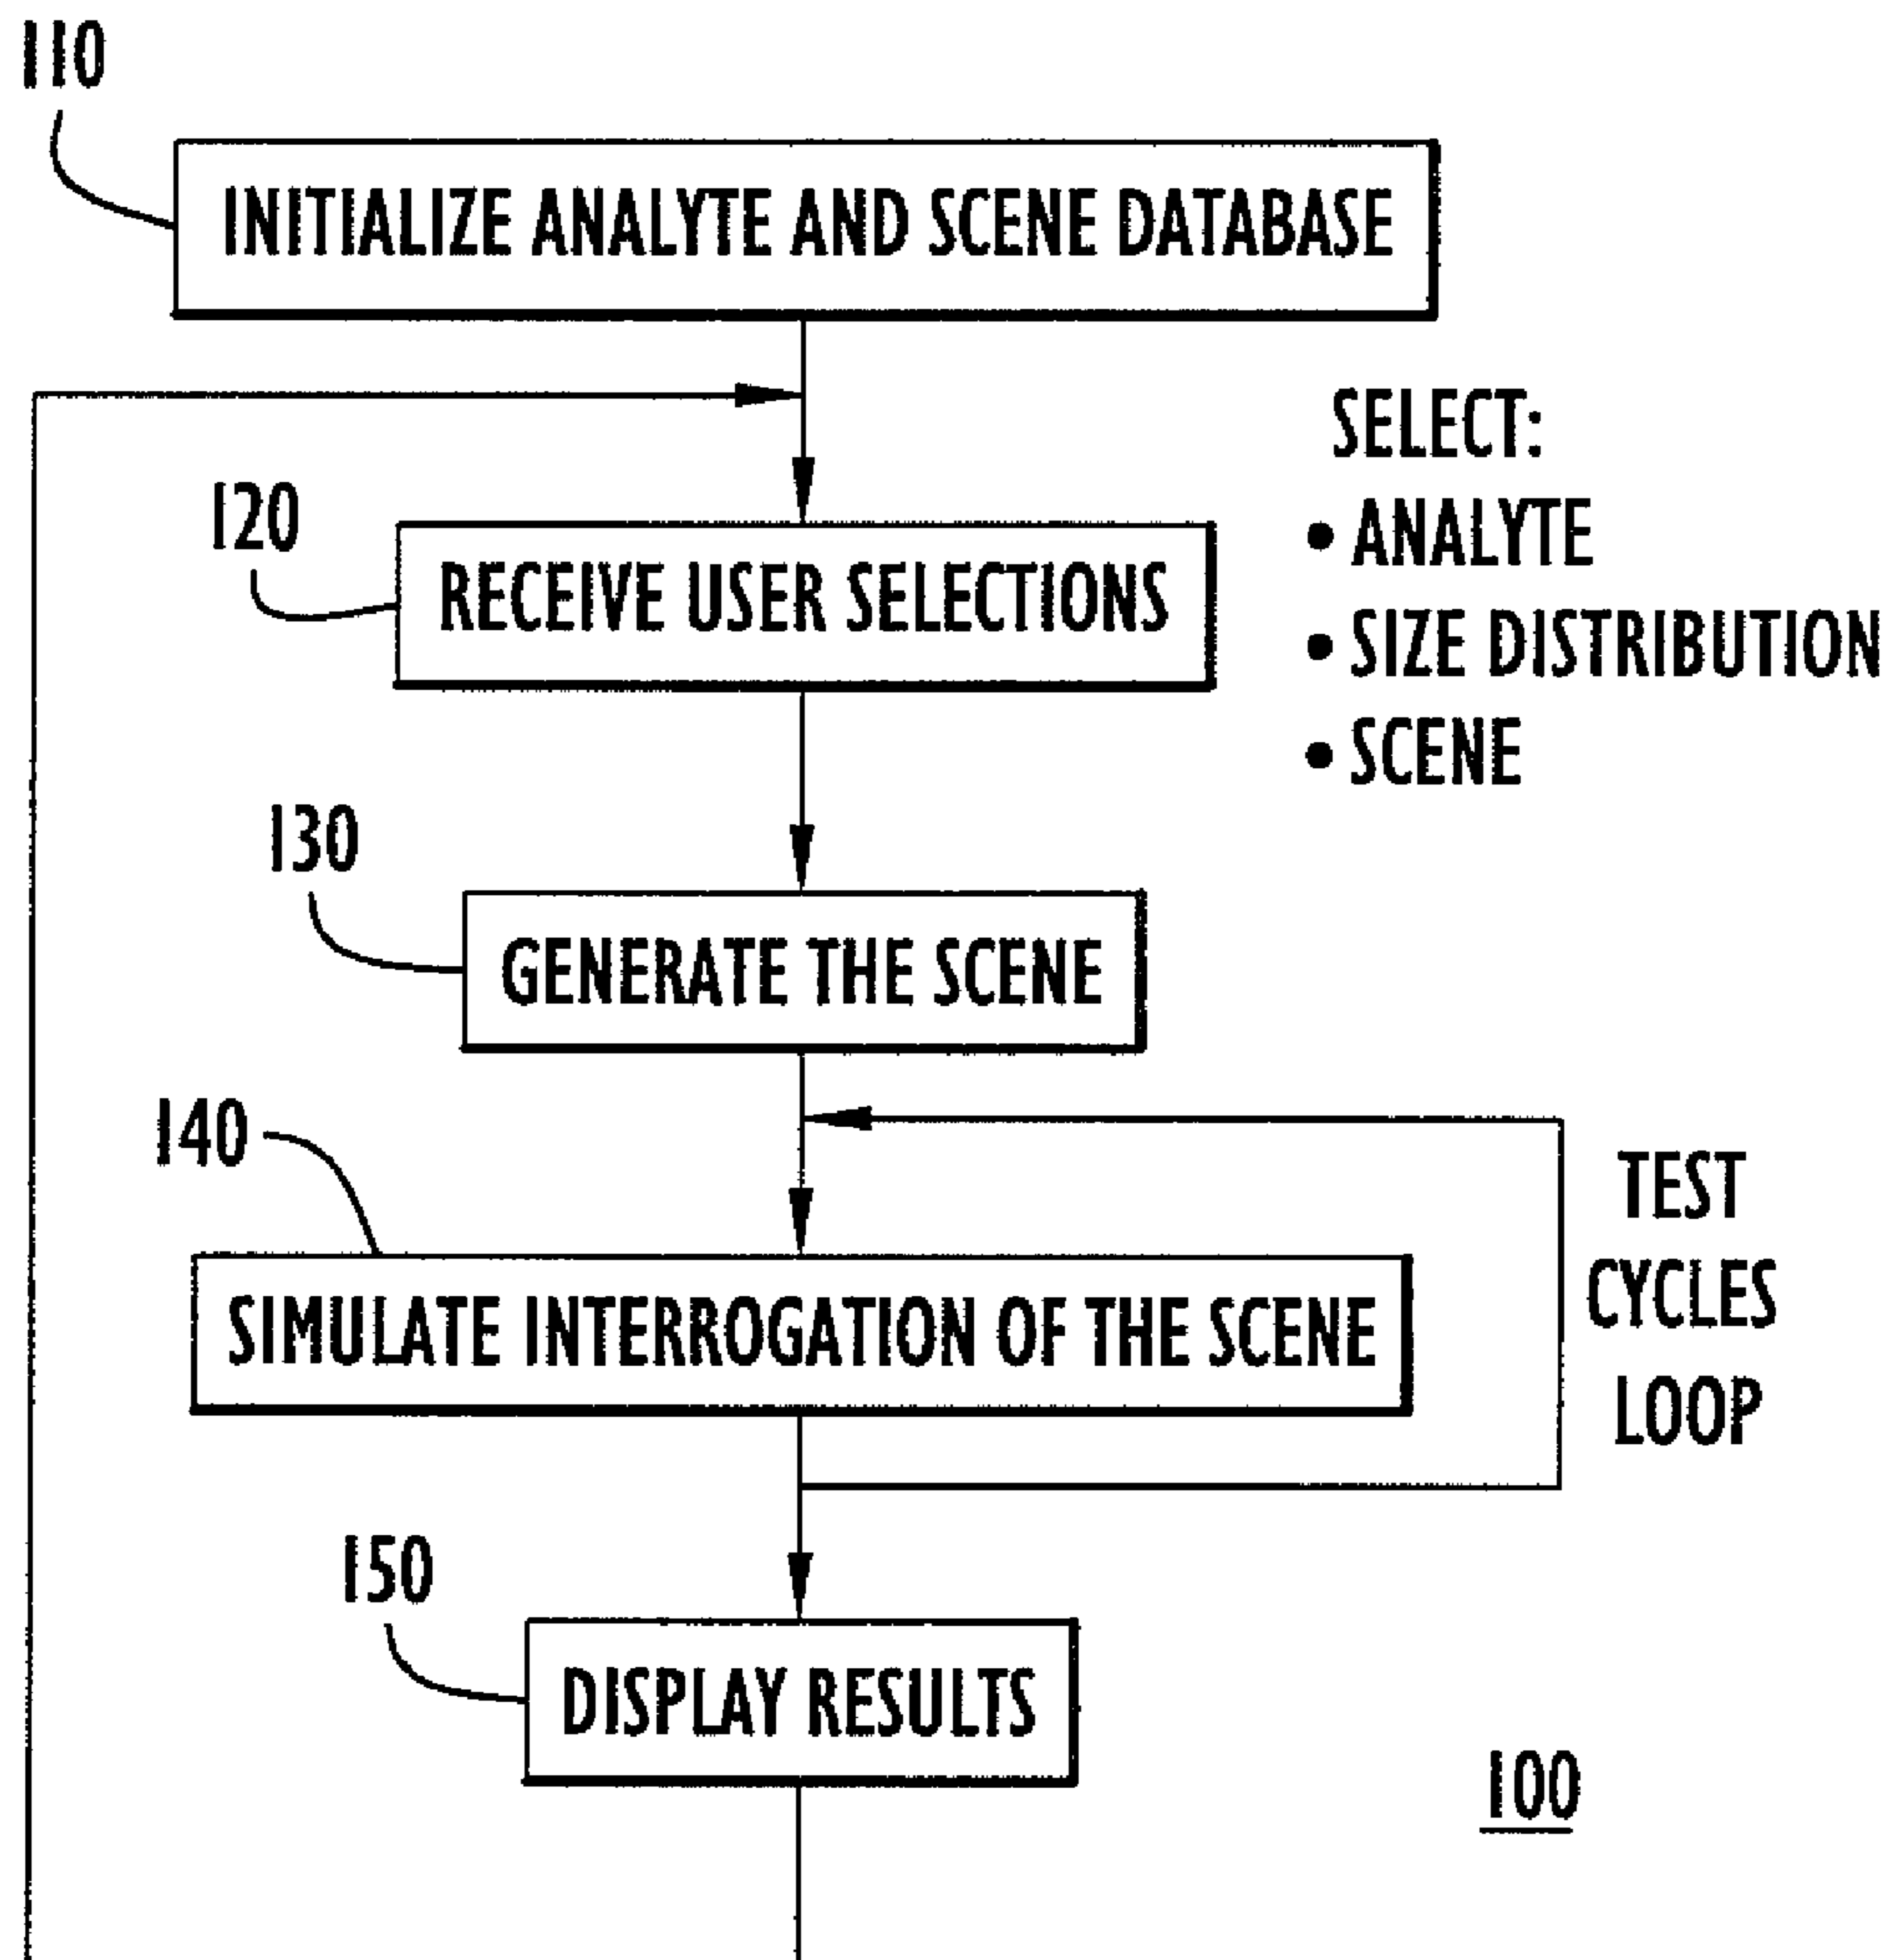 110
INITIALIZE ANALYTE AND SCENE DATABASE
SELECT:
• ANALYTE
• SIZE DISTRIBUTION
• SCENE
120
RECEIVE USER SELECTIONS
130
GENERATE THE SCENE
140
SIMULATE INTERROGATION OF THE SCENE
TEST
CYCLES
LOOP
150
DISPLAY RESULTS
100